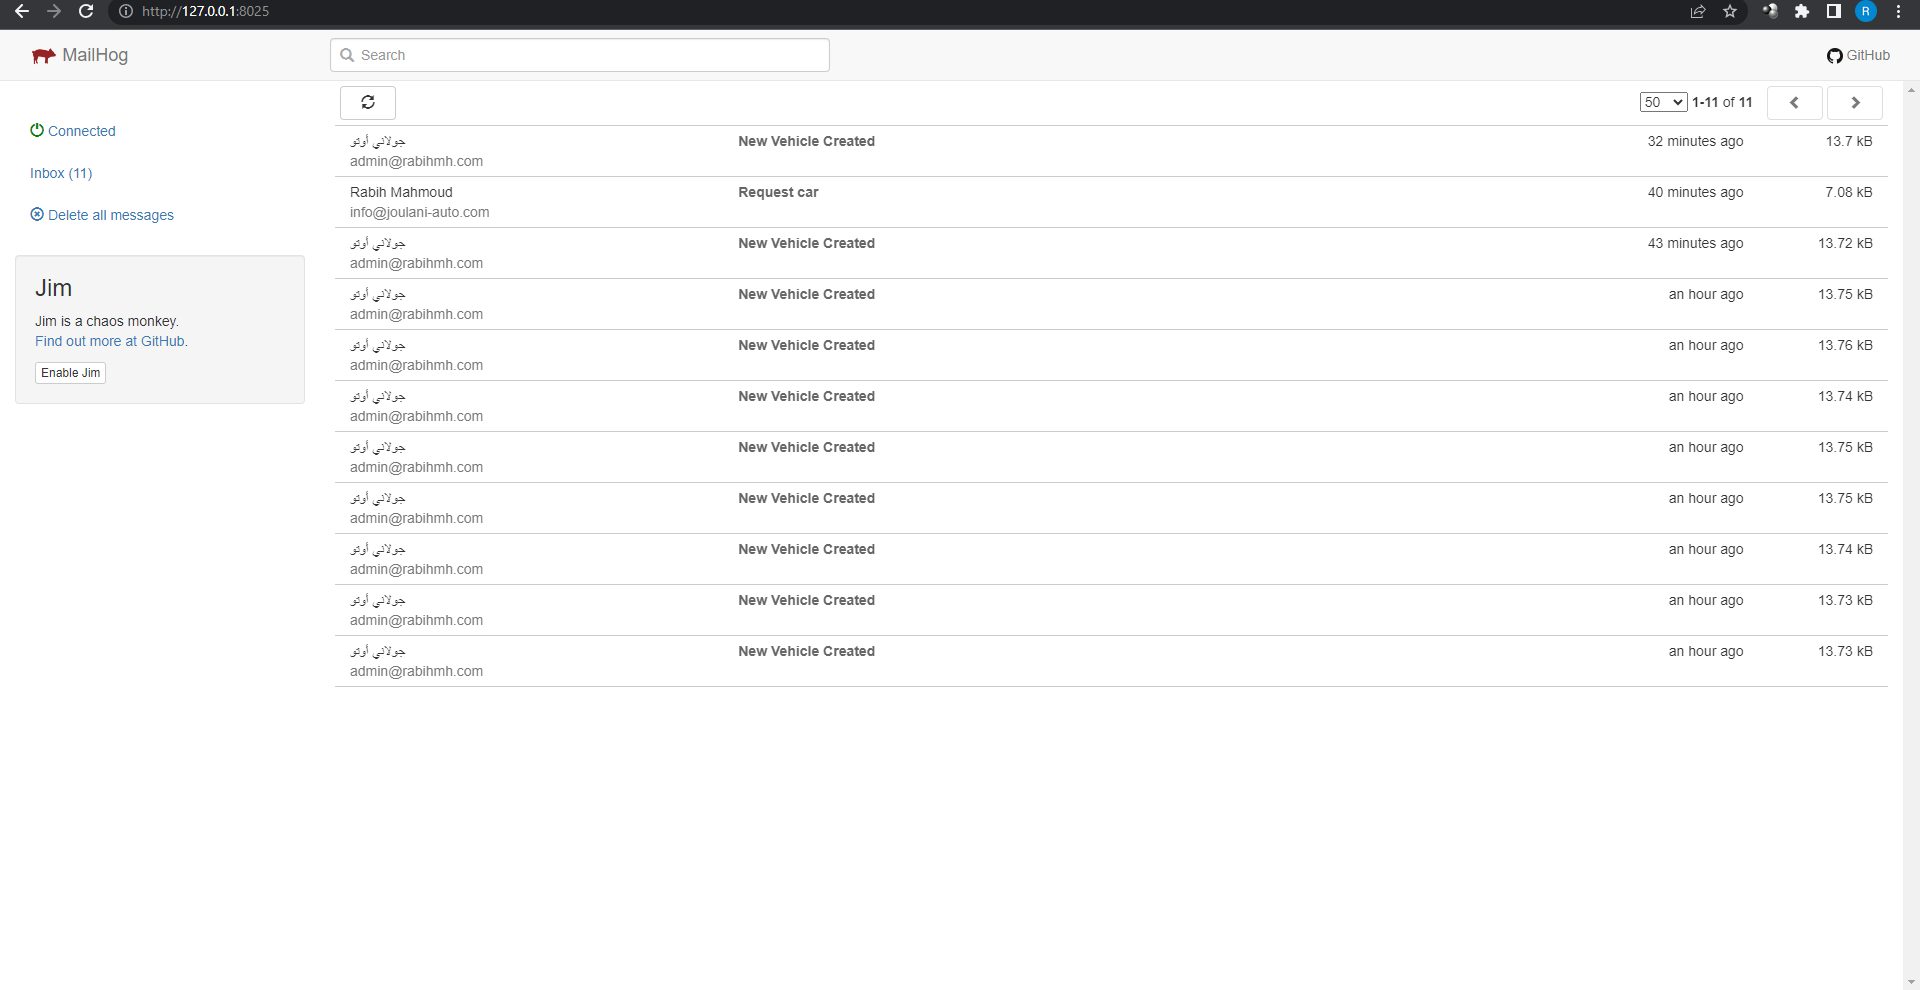 http://127.0.0.1:8025
R
MailHog
Search
GitHub
Connected
Inbox (11)
Delete all messages
Jim
Jim is a chaos monkey.
Find out more at GitHub.
Enable Jim
50 1-11 of 11
جولاني أوتو New Vehicle Created 32 minutes ago 13.7 kB
admin@rabihmh.com
Rabih Mahmoud Request car 40 minutes ago 7.08 kB
info@joulani-auto.com
جولاني أوتو New Vehicle Created 43 minutes ago 13.72 kB
admin@rabihmh.com
جولاني أوتو New Vehicle Created an hour ago 13.75 kB
admin@rabihmh.com
جولاني أوتو New Vehicle Created an hour ago 13.76 kB
admin@rabihmh.com
جولاني أوتو New Vehicle Created an hour ago 13.74 kB
admin@rabihmh.com
جولاني أوتو New Vehicle Created an hour ago 13.75 kB
admin@rabihmh.com
جولاني أوتو New Vehicle Created an hour ago 13.75 kB
admin@rabihmh.com
جولاني أوتو New Vehicle Created an hour ago 13.74 kB
admin@rabihmh.com
جولاني أوتو New Vehicle Created an hour ago 13.73 kB
admin@rabihmh.com
جولاني أوتو New Vehicle Created an hour ago 13.73 kB
admin@rabihmh.com